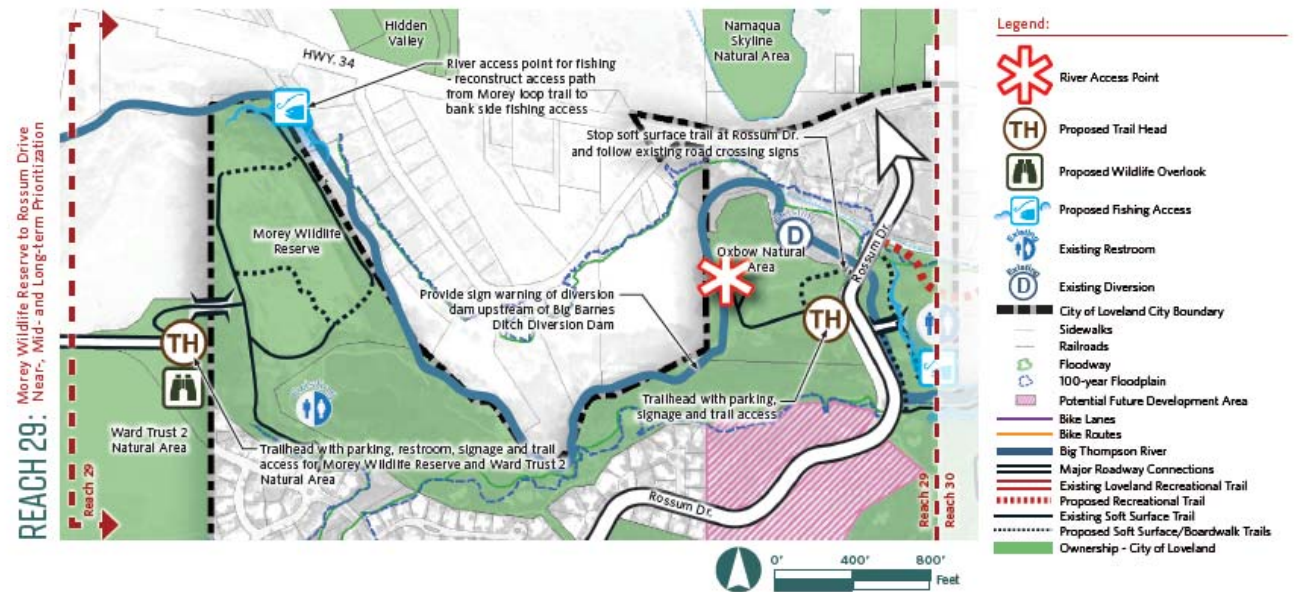 REACH 29:
Morey Wildlife Reserve to Rossum Drive
Near-, Mid- and Long-term Prioritization
Reach 29
Hidden
Valley
HWY. 34
Namaqua
Skyline
Natural Area
River access point for fishing
- reconstruct access path
from Morey loop trail to
bank side fishing access
Stop soft surface trail at Rossum Dr.
and follow existing road crossing signs
Morey Wildlife
Reserve
Existing
D
Oxbow Natural
Area
Rossum Dr.
Provide sign warning of diversion
dam upstream of Big Barnes
Ditch Diversion Dam
TH
TH
Existing
Trailhead with parking,
signage and trail access
Ward Trust 2
Natural Area
Trailhead with parking, restroom, signage and trail
access for Morey Wildlife Reserve and Ward Trust 2
Natural Area
Rossum Dr.
Reach 29
Reach 30
0'
400'
800'
Feet
Legend:
River Access Point
TH
Proposed Trail Head
Proposed Wildlife Overlook
Proposed Fishing Access
Existing
Existing Restroom
Existing
D
Existing Diversion
City of Loveland City Boundary
Sidewalks
Railroads
Floodway
100-year Floodplain
Potential Future Development Area
Bike Lanes
Bike Routes
Big Thompson River
Major Roadway Connections
Existing Loveland Recreational Trail
Proposed Recreational Trail
Existing Soft Surface Trail
Proposed Soft Surface/Boardwalk Trails
Ownership - City of Loveland